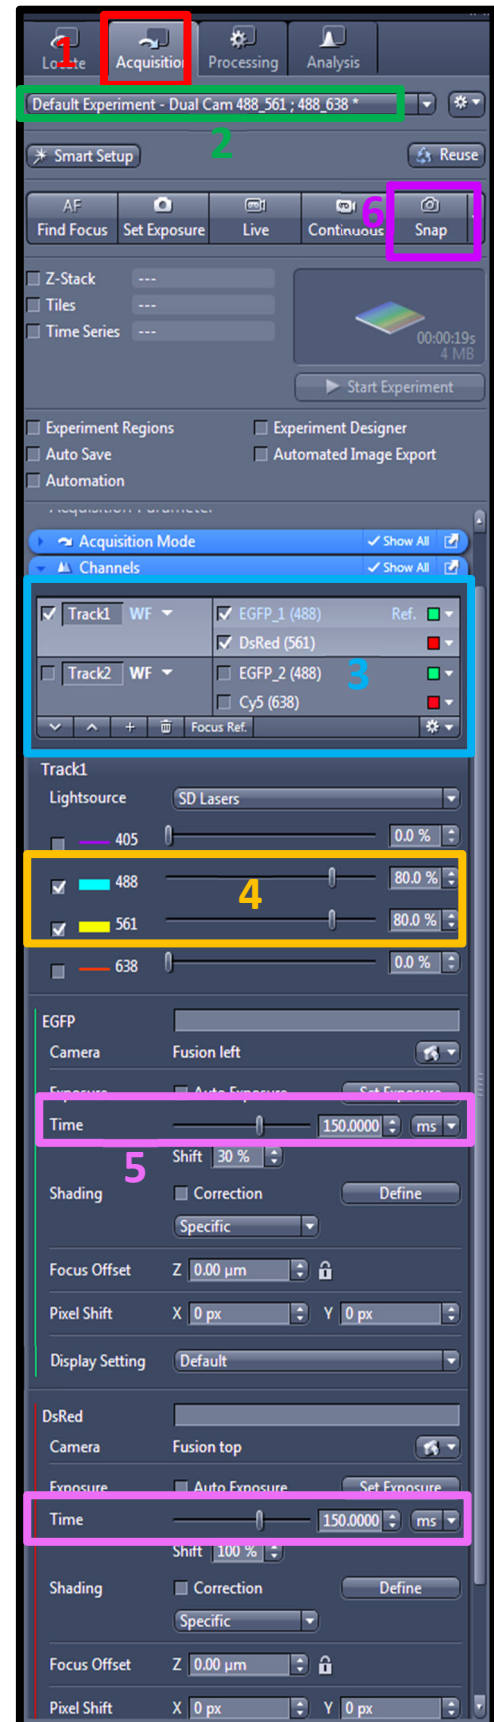 1
Locate Acquisition Processing Analysis
Default Experiment - Dual Cam 488_561 ; 488_638 *
2
Smart Setup Reuse
6
AF
Find Focus Set Exposure Live Continuous Snap
Z-Stack ---
Tiles ---
Time Series ---
00:00:19s
4 MB
Start Experiment
Experiment Regions Experiment Designer
Auto Save Automated Image Export
Automation
Acquisition Parameter
Acquisition Mode Show All
Channels Show All
Track1 WF EGFP_1 (488) Ref.
DsRed (561)
Track2 WF EGFP_2 (488)
3
Cy5 (638)
Focus Ref.
Track1
Lightsource SD Lasers
405 0.0 %
488 80.0 %
4
561 80.0 %
638 0.0 %
EGFP
Camera Fusion left
Exposure Auto Exposure Set Exposure
Time 150.0000 ms
5
Shift 30 %
Shading Correction Define
Specific
Focus Offset Z 0.00 µm
Pixel Shift X 0 px Y 0 px
Display Setting Default
DsRed
Camera Fusion top
Exposure Auto Exposure Set Exposure
Time 150.0000 ms
Shift 100 %
Shading Correction Define
Specific
Focus Offset Z 0.00 µm
Pixel Shift X 0 px Y 0 px